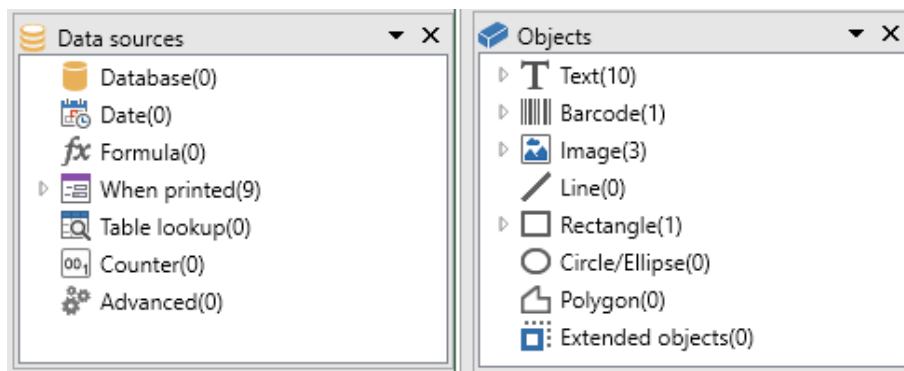 Data sources
Database(0)
Date(0)
Formula(0)
When printed(9)
Table lookup(0)
Counter(0)
Advanced(0)
Objects
Text(10)
Barcode(1)
Image(3)
Line(0)
Rectangle(1)
Circle/Ellipse(0)
Polygon(0)
Extended objects(0)